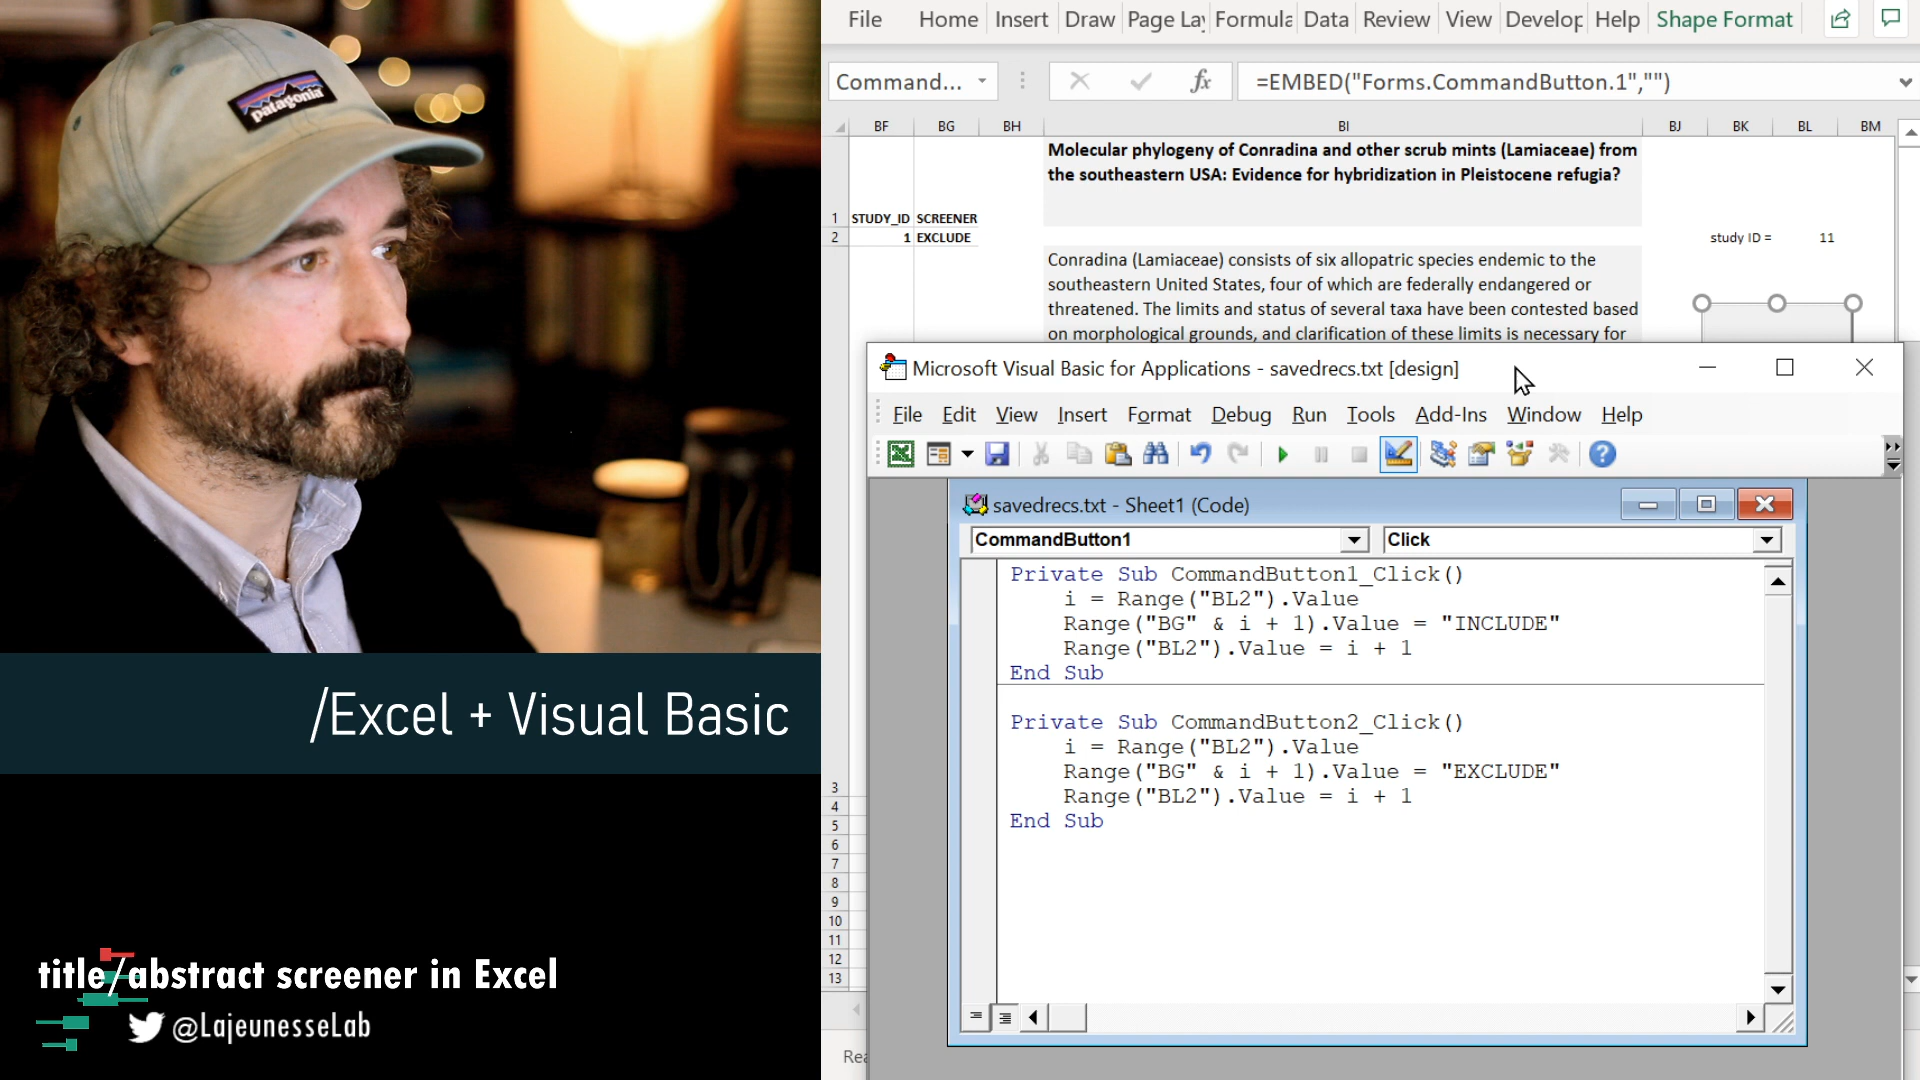 patagonia
/Excel + Visual Basic
title/abstract screener in Excel
@LajeunesseLab
File Home Insert Draw Page Lay Formula Data Review View Develop Help Shape Format
Command... fx =EMBED("Forms.CommandButton.1","")
BF BG BH BI BJ BK BL BM
Molecular phylogeny of Conradina and other scrub mints (Lamiaceae) from
the southeastern USA: Evidence for hybridization in Pleistocene refugia?
1 STUDY_ID SCREENER
2 1 EXCLUDE study ID = 11
Conradina (Lamiaceae) consists of six allopatric species endemic to the
southeastern United States, four of which are federally endangered or
threatened. The limits and status of several taxa have been contested based
on morphological grounds, and clarification of these limits is necessary for
Microsoft Visual Basic for Applications - savedrecs.txt [design]
File Edit View Insert Format Debug Run Tools Add-Ins Window Help
savedrecs.txt - Sheet1 (Code)
CommandButton1 Click
Private Sub CommandButton1_Click()
i = Range("BL2").Value
Range("BG" & i + 1).Value = "INCLUDE"
Range("BL2").Value = i + 1
End Sub
Private Sub CommandButton2_Click()
i = Range("BL2").Value
Range("BG" & i + 1).Value = "EXCLUDE"
Range("BL2").Value = i + 1
End Sub
3
4
5
6
7
8
9
10
11
12
13
Rea